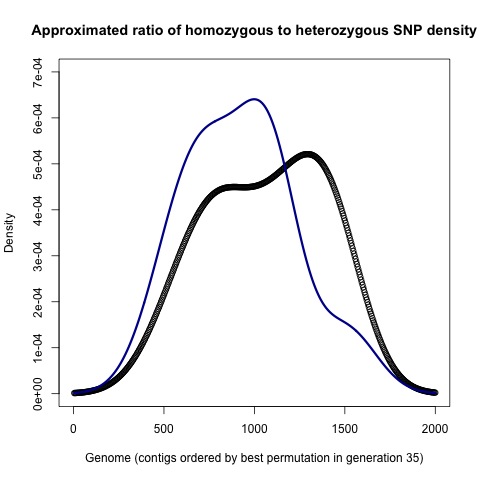 Approximated ratio of homozygous to heterozygous SNP density
7e-04
6e-04
5e-04
4e-04
3e-04
2e-04
1e-04
0e+00
Density
0 500 1000 1500 2000
Genome (contigs ordered by best permutation in generation 35)